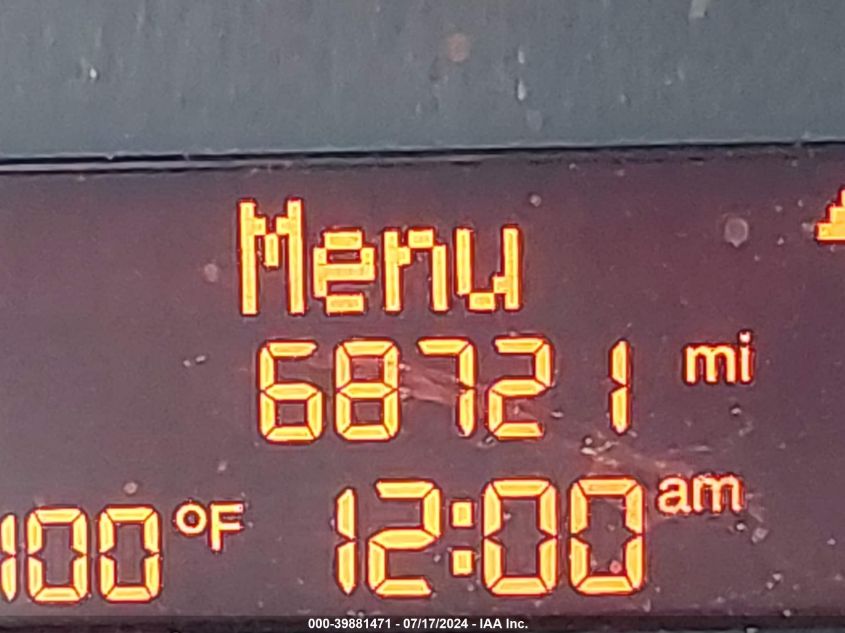 Menu
68721 mi
100 °F 12:00 am
000-39881471 - 07/17/2024 - IAA Inc.